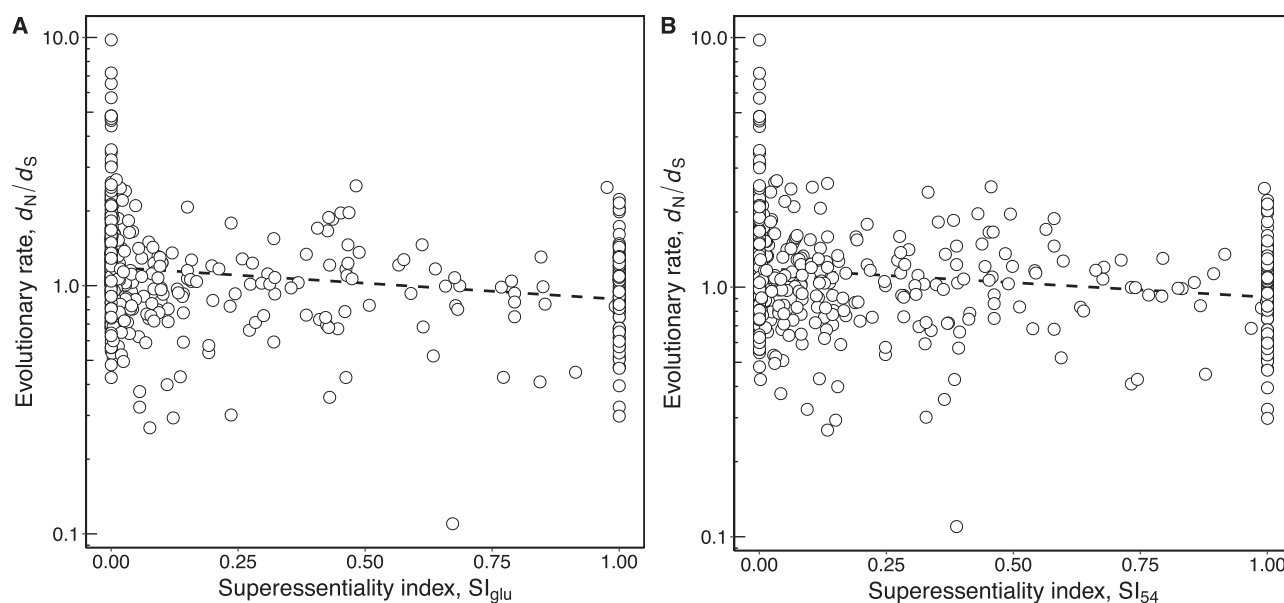 A
Evolutionary rate, dN/dS
10.0
1.0
0.1
0.00 0.25 0.50 0.75 1.00
Superessentiality index, SIglu
B
Evolutionary rate, dN/dS
10.0
1.0
0.1
0.00 0.25 0.50 0.75 1.00
Superessentiality index, SI54